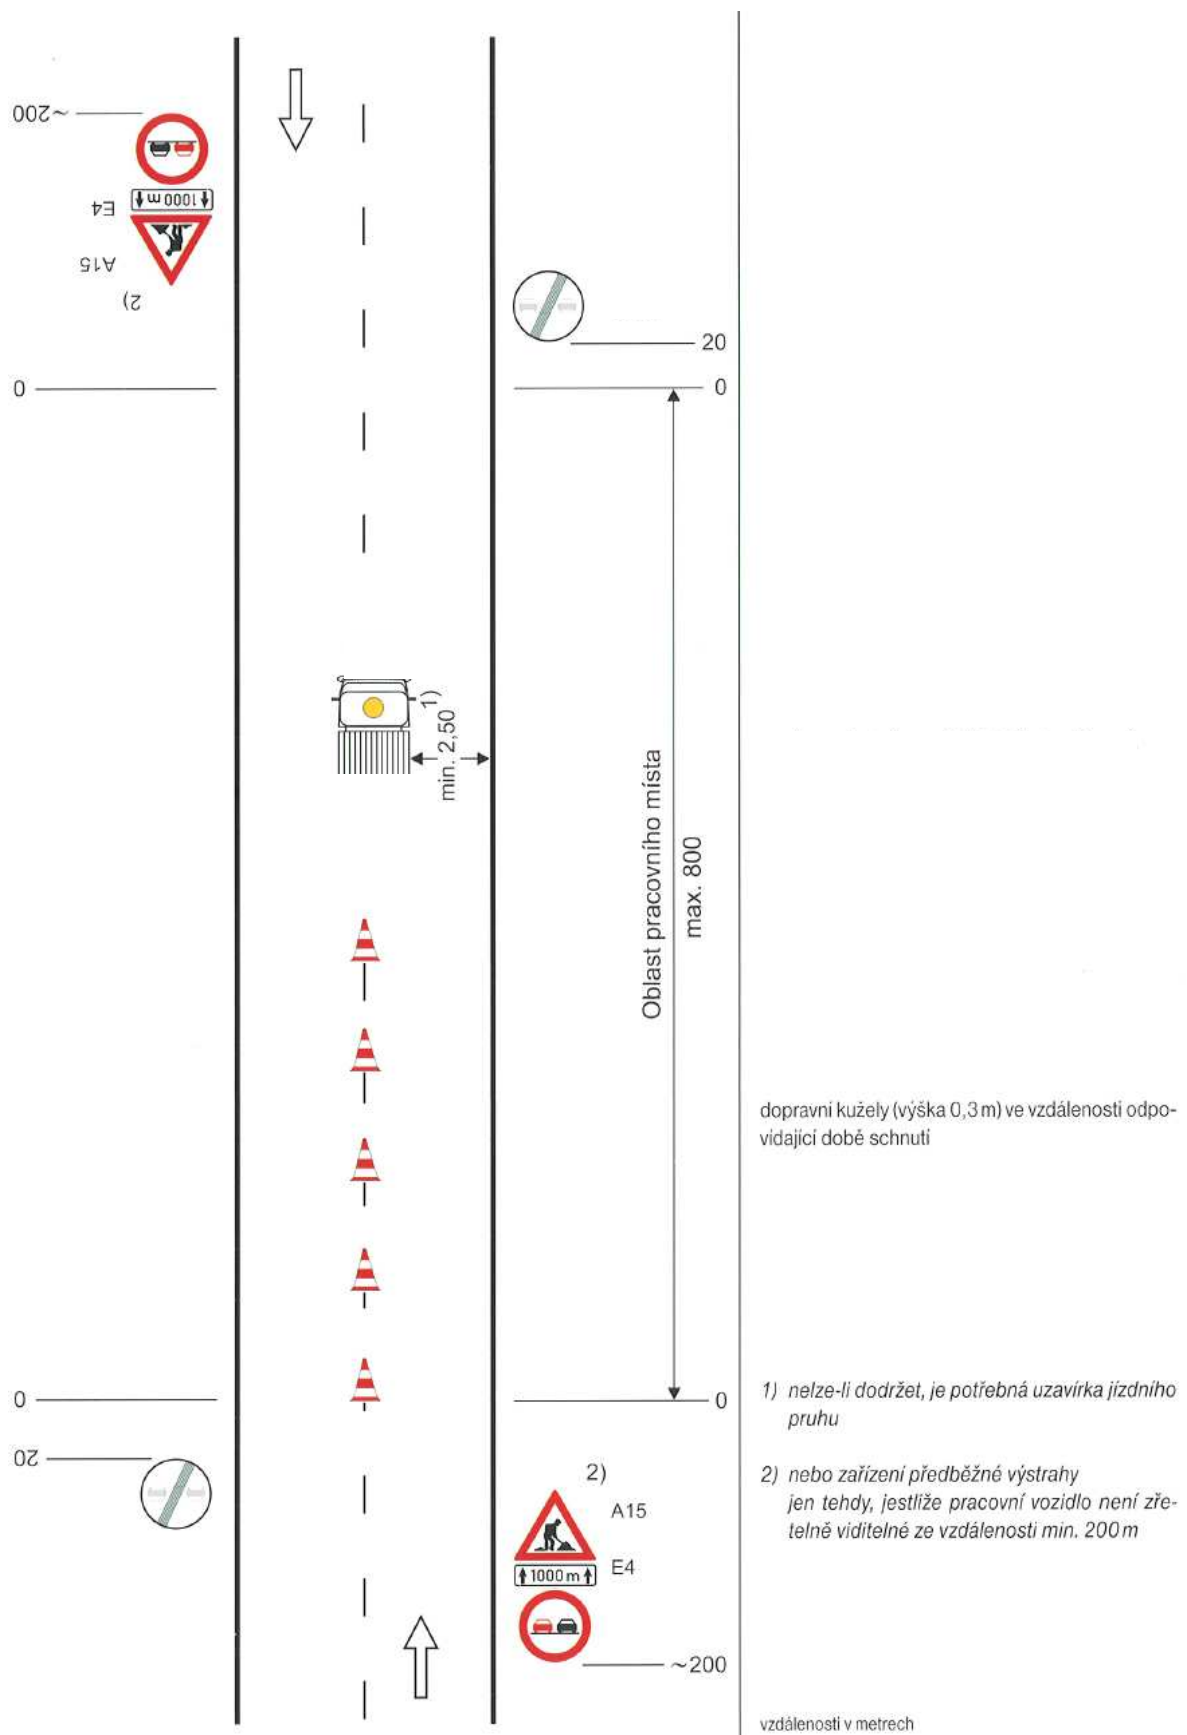 ~200
1000 m
E4
A15
2)
20
0
0
1)
min. 2,50
Oblast pracovního místa
max. 800
dopravní kužely (výška 0,3 m) ve vzdálenosti odpo-
vídající době schnutí
0
0
20
1) nelze-li dodržet, je potřebná uzavírka jízdního
pruhu
2) nebo zařízení předběžné výstrahy
jen tehdy, jestliže pracovní vozidlo není zře-
telně viditelné ze vzdálenosti min. 200 m
2)
A15
E4
1000 m
~200
vzdálenosti v metrech